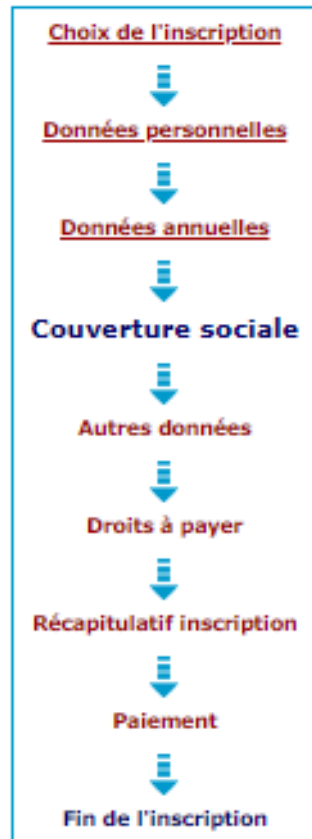 Choix de l'inscription
Données personnelles
Données annuelles
Couverture sociale
Autres données
Droits à payer
Récapitulatif inscription
Paiement
Fin de l'inscription